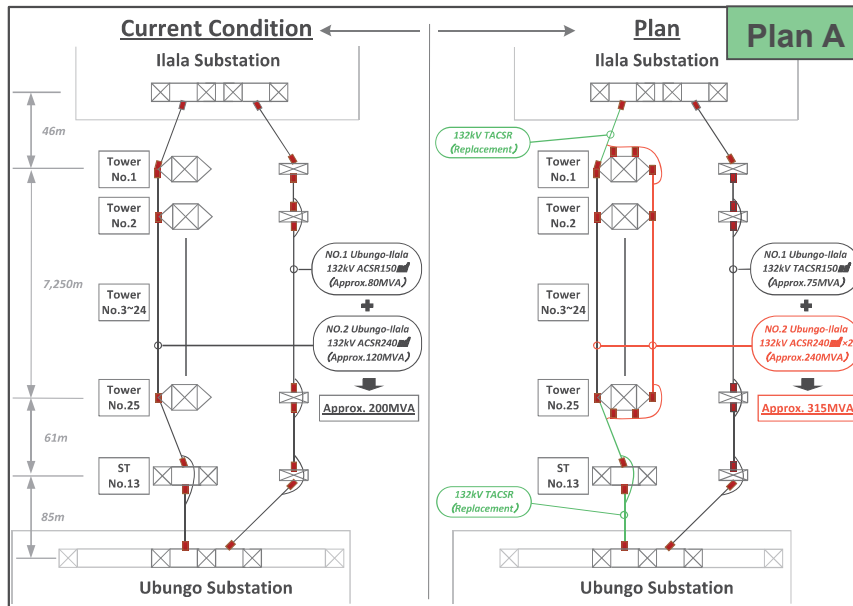 Current Condition
Plan
Plan A
Ilala Substation
Ilala Substation
46m
7,250m
61m
85m
Tower
No.1
Tower
No.2
Tower
No.3~24
Tower
No.25
ST
No.13
NO.1 Ubungo-Ilala
132kV ACSR150
(Approx.80MVA)
NO.2 Ubungo-Ilala
132kV ACSR240
(Approx.120MVA)
Approx. 200MVA
Ubungo Substation
132kV TACSR
(Replacement)
Tower
No.1
Tower
No.2
Tower
No.3~24
Tower
No.25
ST
No.13
NO.1 Ubungo-Ilala
132kV TACSR150
(Approx.75MVA)
NO.2 Ubungo-Ilala
132kV ACSR240 ×2
(Approx.240MVA)
Approx. 315MVA
132kV TACSR
(Replacement)
Ubungo Substation